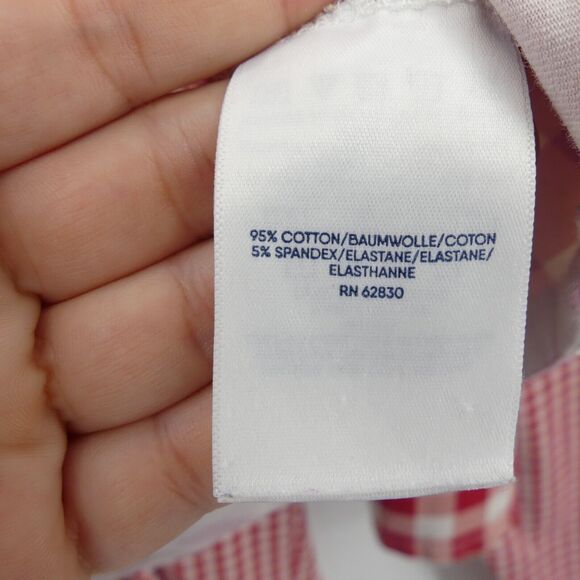 95% COTTON/BAUMWOLLE/COTON
5% SPANDEX/ELASTANE/ELASTANE/
ELASTHANNE
RN 62830